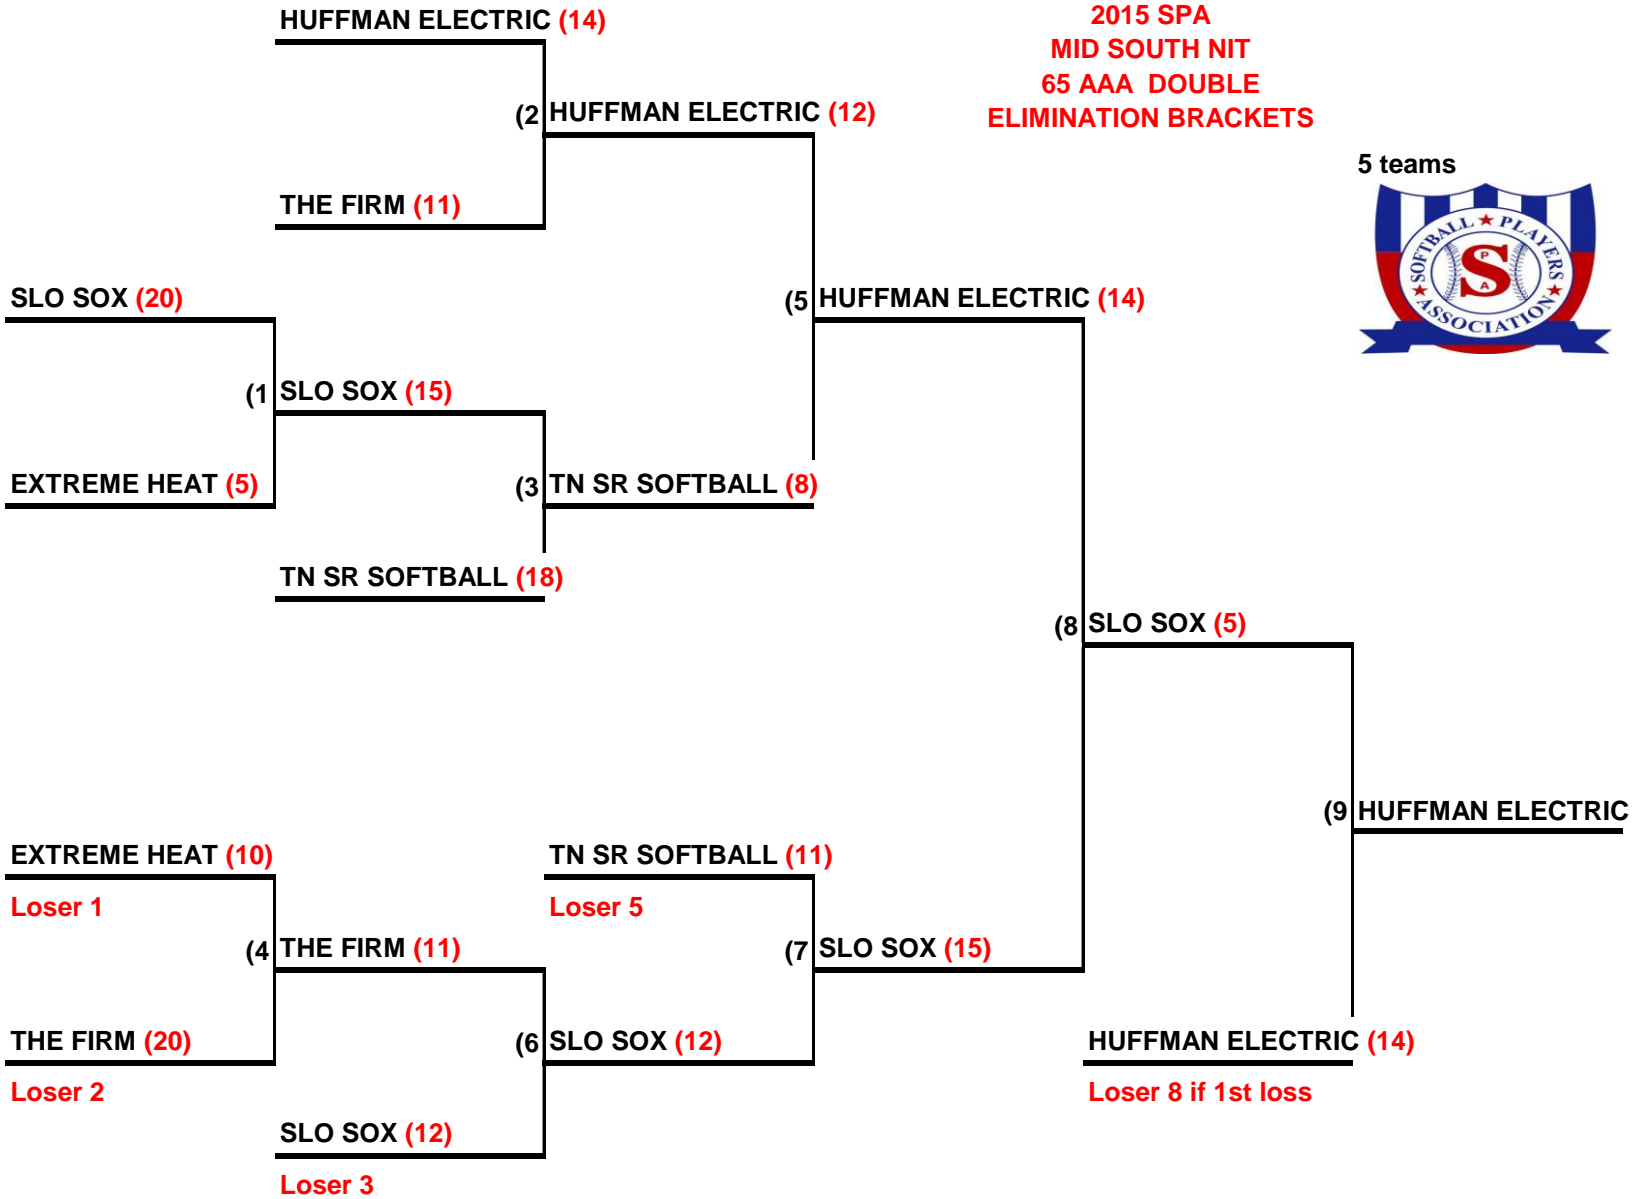 HUFFMAN ELECTRIC (14)
2015 SPA
MID SOUTH NIT
65 AAA DOUBLE
ELIMINATION BRACKETS
(2 HUFFMAN ELECTRIC (12)
5 teams
THE FIRM (11)
SOFTBALL ★ PLAYERS ★ ASSOCIATION ★
P
S
A
SLO SOX (20)
(5 HUFFMAN ELECTRIC (14)
(1 SLO SOX (15)
EXTREME HEAT (5)
(3 TN SR SOFTBALL (8)
TN SR SOFTBALL (18)
(8 SLO SOX (5)
(9 HUFFMAN ELECTRIC
EXTREME HEAT (10)
TN SR SOFTBALL (11)
Loser 1
Loser 5
(4 THE FIRM (11)
(7 SLO SOX (15)
THE FIRM (20)
(6 SLO SOX (12)
HUFFMAN ELECTRIC (14)
Loser 2
Loser 8 if 1st loss
SLO SOX (12)
Loser 3